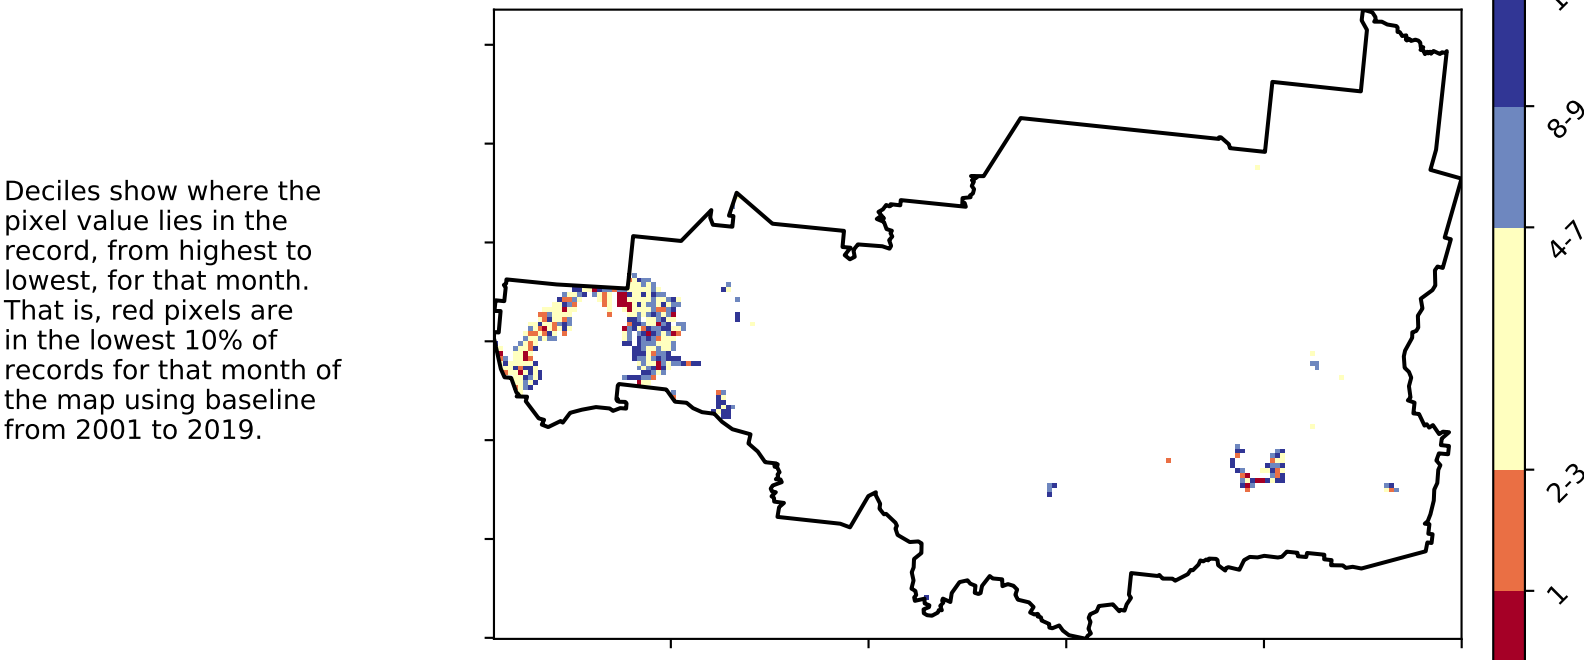 Deciles show where the
pixel value lies in the
record, from highest to
lowest, for that month.
That is, red pixels are
in the lowest 10% of
records for that month of
the map using baseline
from 2001 to 2019.
8-9
4-7
2-3
1